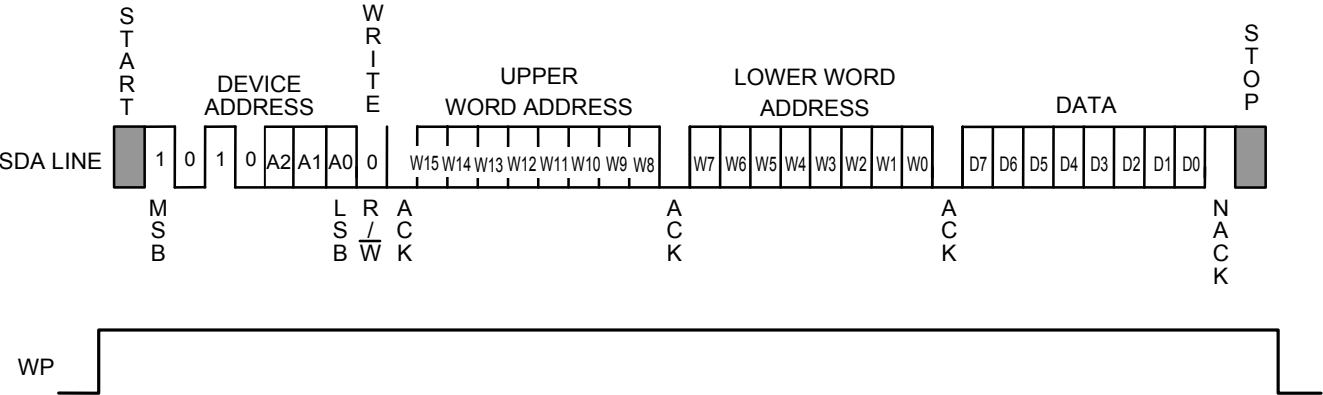 START
WRITE
STOP
DEVICE
ADDRESS
UPPER
WORD ADDRESS
LOWER WORD
ADDRESS
DATA
SDA LINE
1 0 1 0 A2 A1 A0 0 W15 W14 W13 W12 W11 W10 W9 W8 W7 W6 W5 W4 W3 W2 W1 W0 D7 D6 D5 D4 D3 D2 D1 D0
MSB
LSB
R/W
ACK
ACK
ACK
NACK
WP